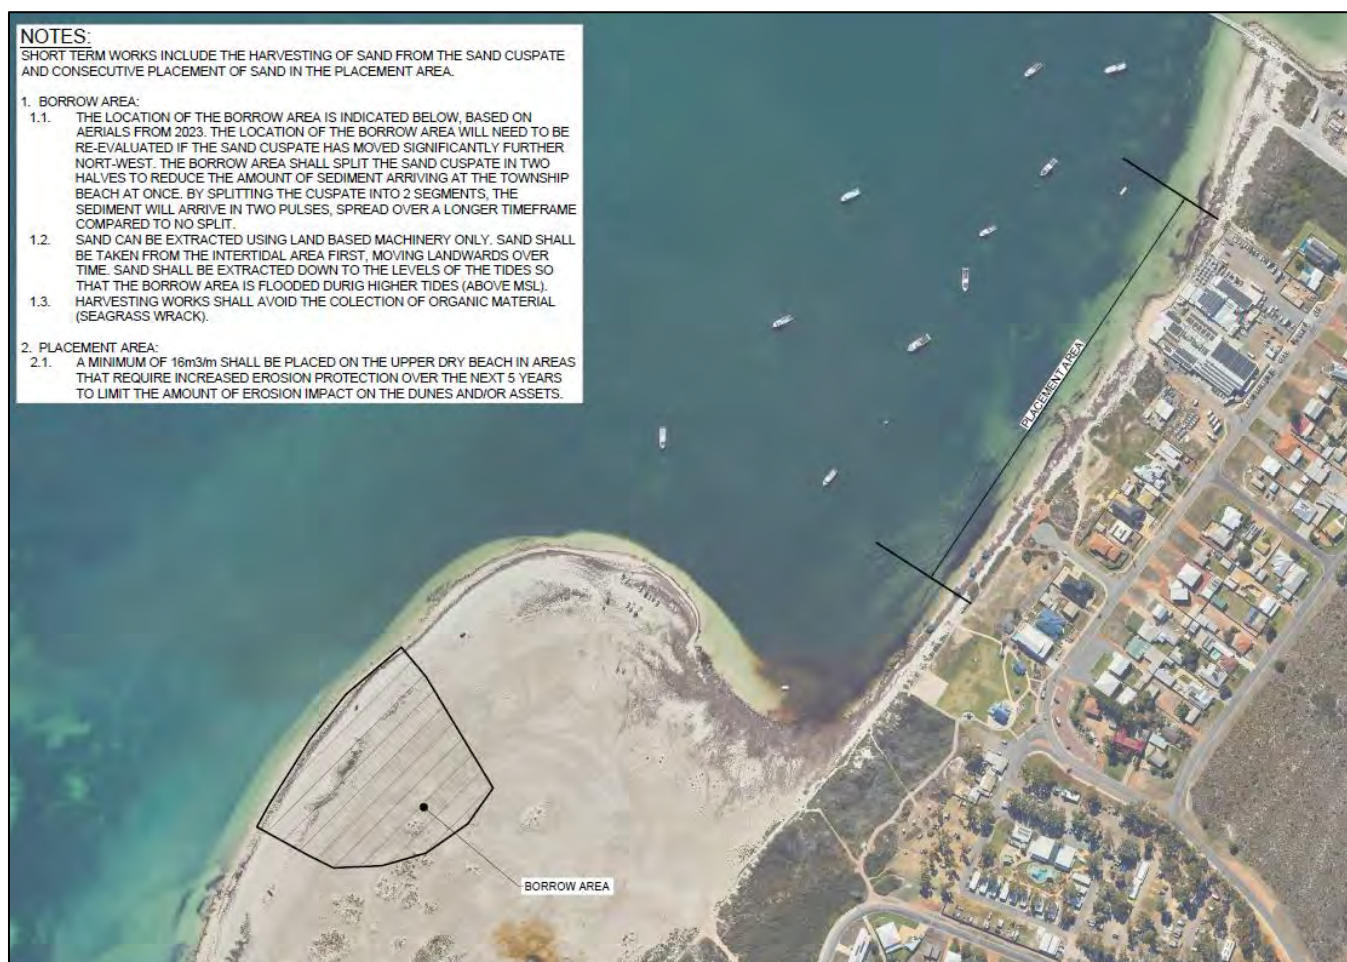 NOTES:
SHORT TERM WORKS INCLUDE THE HARVESTING OF SAND FROM THE SAND CUSPATE
AND CONSECUTIVE PLACEMENT OF SAND IN THE PLACEMENT AREA.
1. BORROW AREA:
1.1. THE LOCATION OF THE BORROW AREA IS INDICATED BELOW, BASED ON
AERIALS FROM 2023. THE LOCATION OF THE BORROW AREA WILL NEED TO BE
RE-EVALUATED IF THE SAND CUSPATE HAS MOVED SIGNIFICANTLY FURTHER
NORT-WEST. THE BORROW AREA SHALL SPLIT THE SAND CUSPATE IN TWO
HALVES TO REDUCE THE AMOUNT OF SEDIMENT ARRIVING AT THE TOWNSHIP
BEACH AT ONCE. BY SPLITTING THE CUSPATE INTO 2 SEGMENTS, THE
SEDIMENT WILL ARRIVE IN TWO PULSES, SPREAD OVER A LONGER TIMEFRAME
COMPARED TO NO SPLIT.
1.2. SAND CAN BE EXTRACTED USING LAND BASED MACHINERY ONLY. SAND SHALL
BE TAKEN FROM THE INTERTIDAL AREA FIRST, MOVING LANDWARDS OVER
TIME. SAND SHALL BE EXTRACTED DOWN TO THE LEVELS OF THE TIDES SO
THAT THE BORROW AREA IS FLOODED DURIG HIGHER TIDES (ABOVE MSL).
1.3. HARVESTING WORKS SHALL AVOID THE COLECTION OF ORGANIC MATERIAL
(SEAGRASS WRACK).
2. PLACEMENT AREA:
2.1. A MINIMUM OF 16m3/m SHALL BE PLACED ON THE UPPER DRY BEACH IN AREAS
THAT REQUIRE INCREASED EROSION PROTECTION OVER THE NEXT 5 YEARS
TO LIMIT THE AMOUNT OF EROSION IMPACT ON THE DUNES AND/OR ASSETS.
PLACEMENT AREA
BORROW AREA